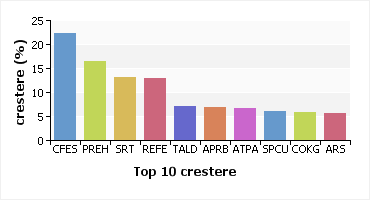 crestere (%)
25
20
15
10
5
0
CFES PREH SRT REFE TALD APRB ATPA SPCU COKG ARS
Top 10 crestere